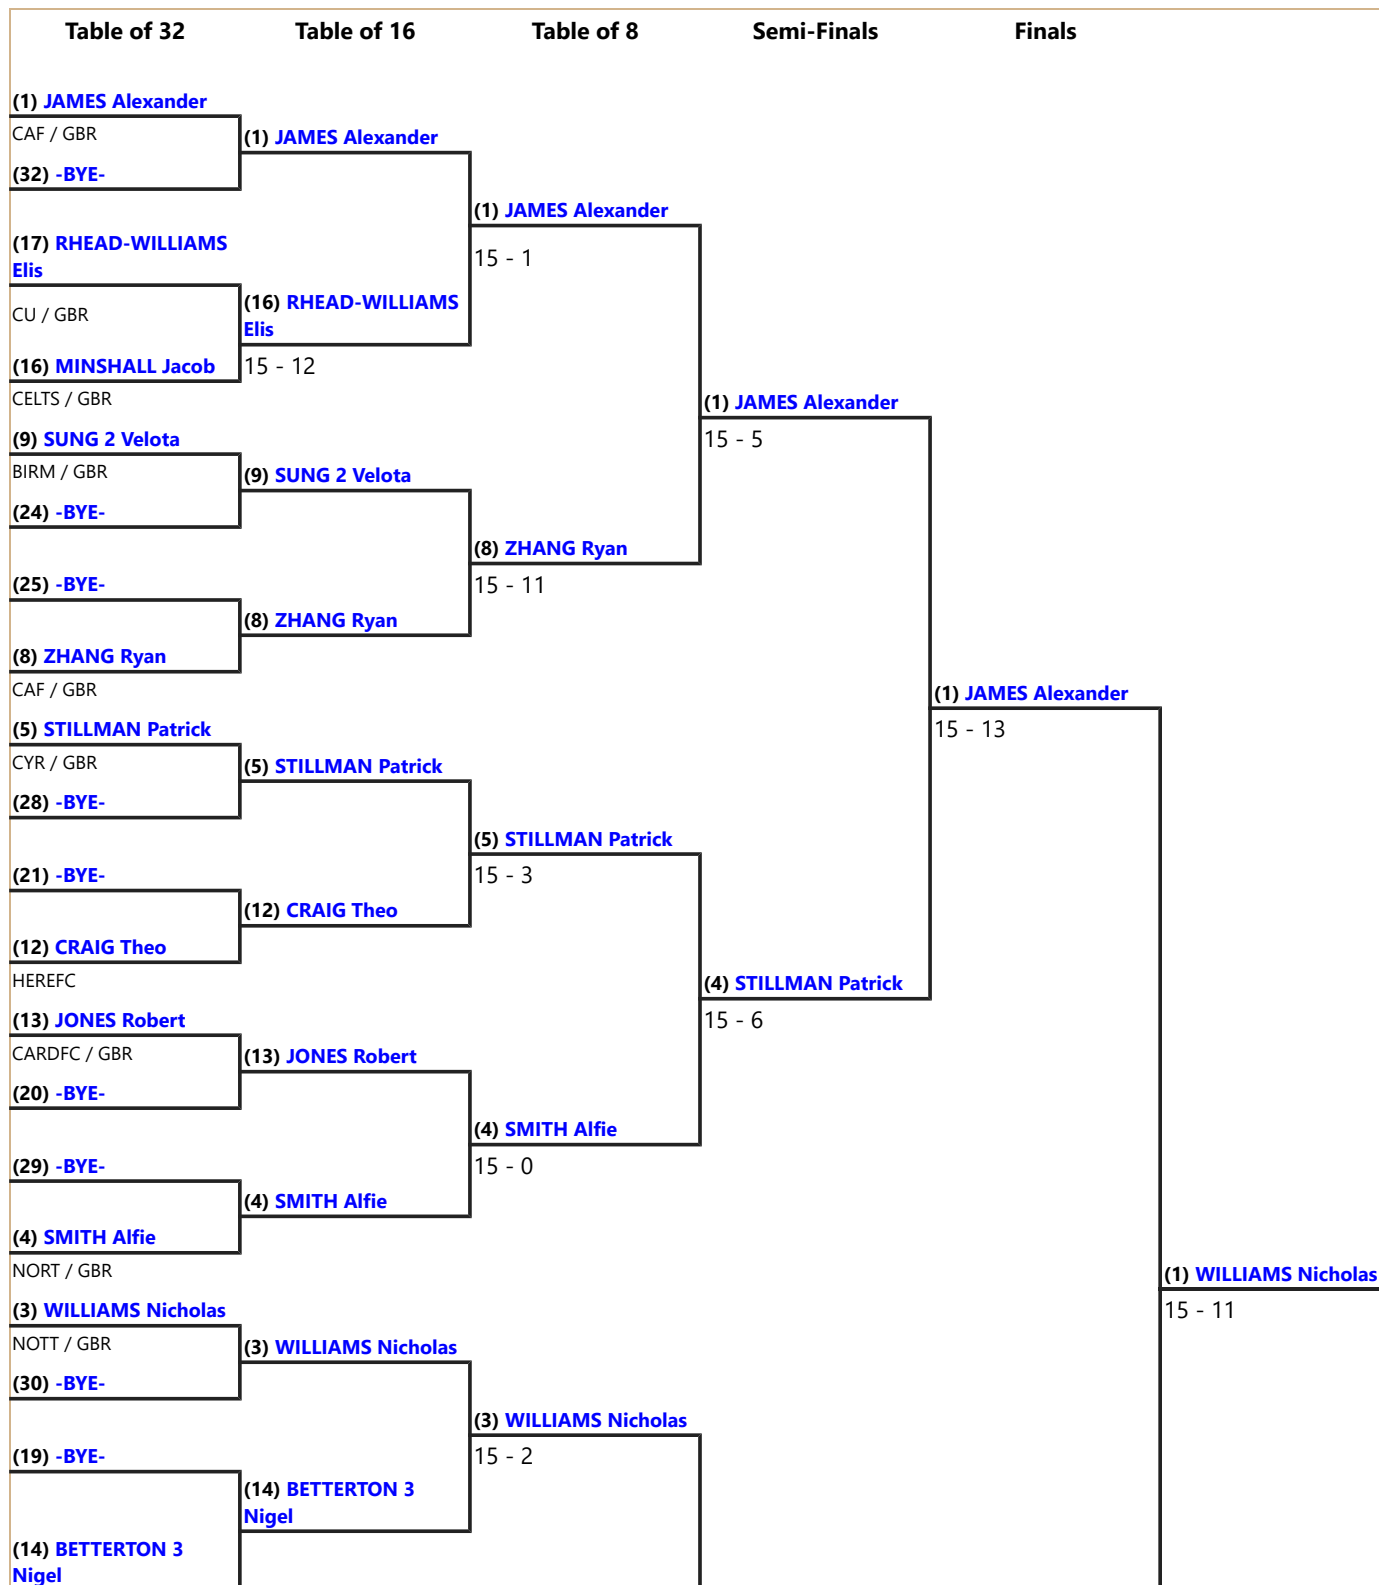 Table of 32 Table of 16 Table of 8 Semi-Finals Finals
(1) JAMES Alexander
CAF / GBR
(1) JAMES Alexander
(32) -BYE-
(1) JAMES Alexander
(17) RHEAD-WILLIAMS
Elis
15 - 1
CU / GBR
(16) RHEAD-WILLIAMS
Elis
(16) MINSHALL Jacob
15 - 12
CELTS / GBR
(1) JAMES Alexander
(9) SUNG 2 Velota
15 - 5
BIRM / GBR
(9) SUNG 2 Velota
(24) -BYE-
(8) ZHANG Ryan
(25) -BYE-
15 - 11
(8) ZHANG Ryan
(8) ZHANG Ryan
CAF / GBR
(1) JAMES Alexander
(5) STILLMAN Patrick
15 - 13
CYR / GBR
(5) STILLMAN Patrick
(28) -BYE-
(5) STILLMAN Patrick
(21) -BYE-
15 - 3
(12) CRAIG Theo
(12) CRAIG Theo
HEREFC
(4) STILLMAN Patrick
(13) JONES Robert
15 - 6
CARDFC / GBR
(13) JONES Robert
(20) -BYE-
(4) SMITH Alfie
(29) -BYE-
15 - 0
(4) SMITH Alfie
(4) SMITH Alfie
NORT / GBR
(1) WILLIAMS Nicholas
(3) WILLIAMS Nicholas
15 - 11
NOTT / GBR
(3) WILLIAMS Nicholas
(30) -BYE-
(3) WILLIAMS Nicholas
(19) -BYE-
15 - 2
(14) BETTERTON 3
Nigel
(14) BETTERTON 3
Nigel